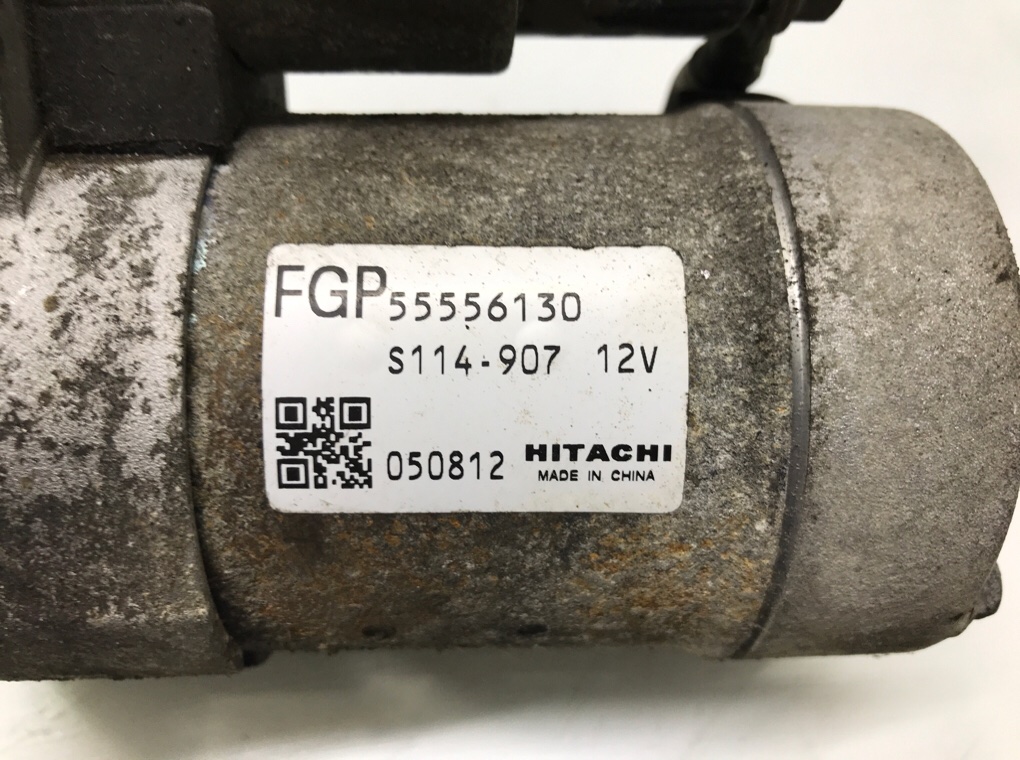 FGP55556130
S114-907 12V
050812 HITACHI
MADE IN CHINA